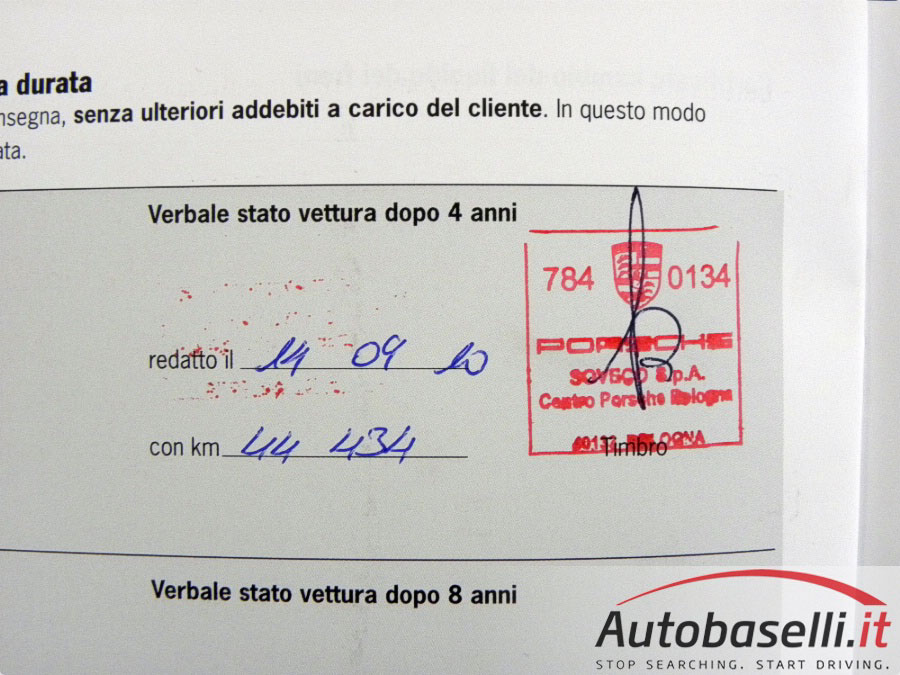 a durata
nsegna, senza ulteriori addebiti a carico del cliente. In questo modo
ata.
Verbale stato vettura dopo 4 anni
784 0134
PORSCHE
SOVECO S.p.A.
Centro Porsche Bologna
40132 BOLOGNA
Timbro
redatto il 14 09 10
con km 44 434
Verbale stato vettura dopo 8 anni
Autobaselli.it
STOP SEARCHING. START DRIVING.